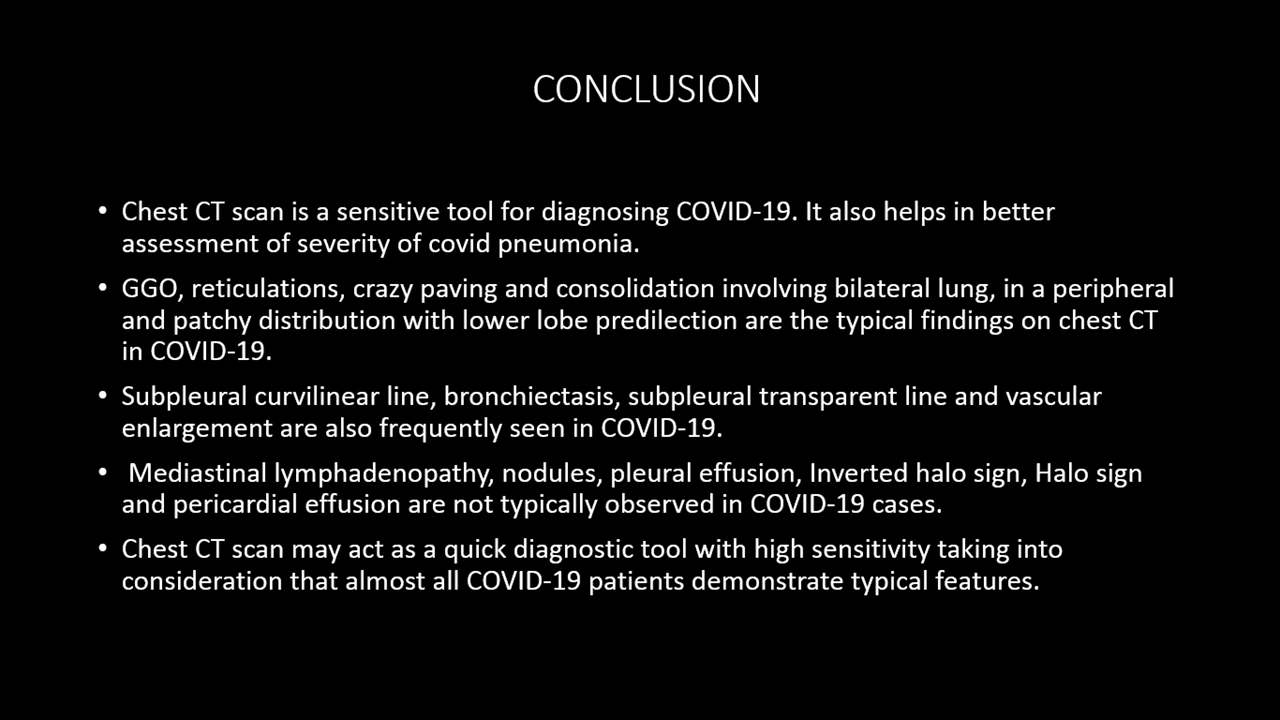 CONCLUSION
• Chest CT scan is a sensitive tool for diagnosing COVID-19. It also helps in better
assessment of severity of covid pneumonia.
• GGO, reticulations, crazy paving and consolidation involving bilateral lung, in a peripheral
and patchy distribution with lower lobe predilection are the typical findings on chest CT
in COVID-19.
• Subpleural curvilinear line, bronchiectasis, subpleural transparent line and vascular
enlargement are also frequently seen in COVID-19.
• Mediastinal lymphadenopathy, nodules, pleural effusion, Inverted halo sign, Halo sign
and pericardial effusion are not typically observed in COVID-19 cases.
• Chest CT scan may act as a quick diagnostic tool with high sensitivity taking into
consideration that almost all COVID-19 patients demonstrate typical features.